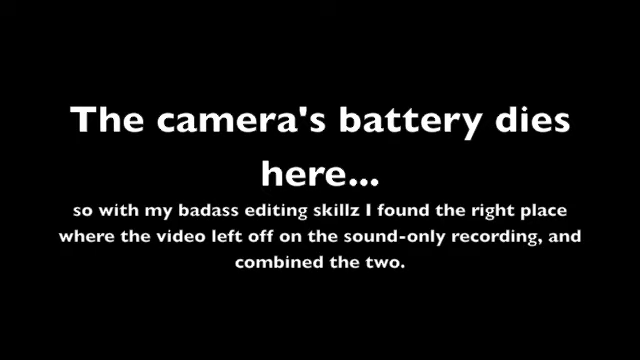 The camera's battery dies
here...
so with my badass editing skillz I found the right place
where the video left off on the sound-only recording, and
combined the two.